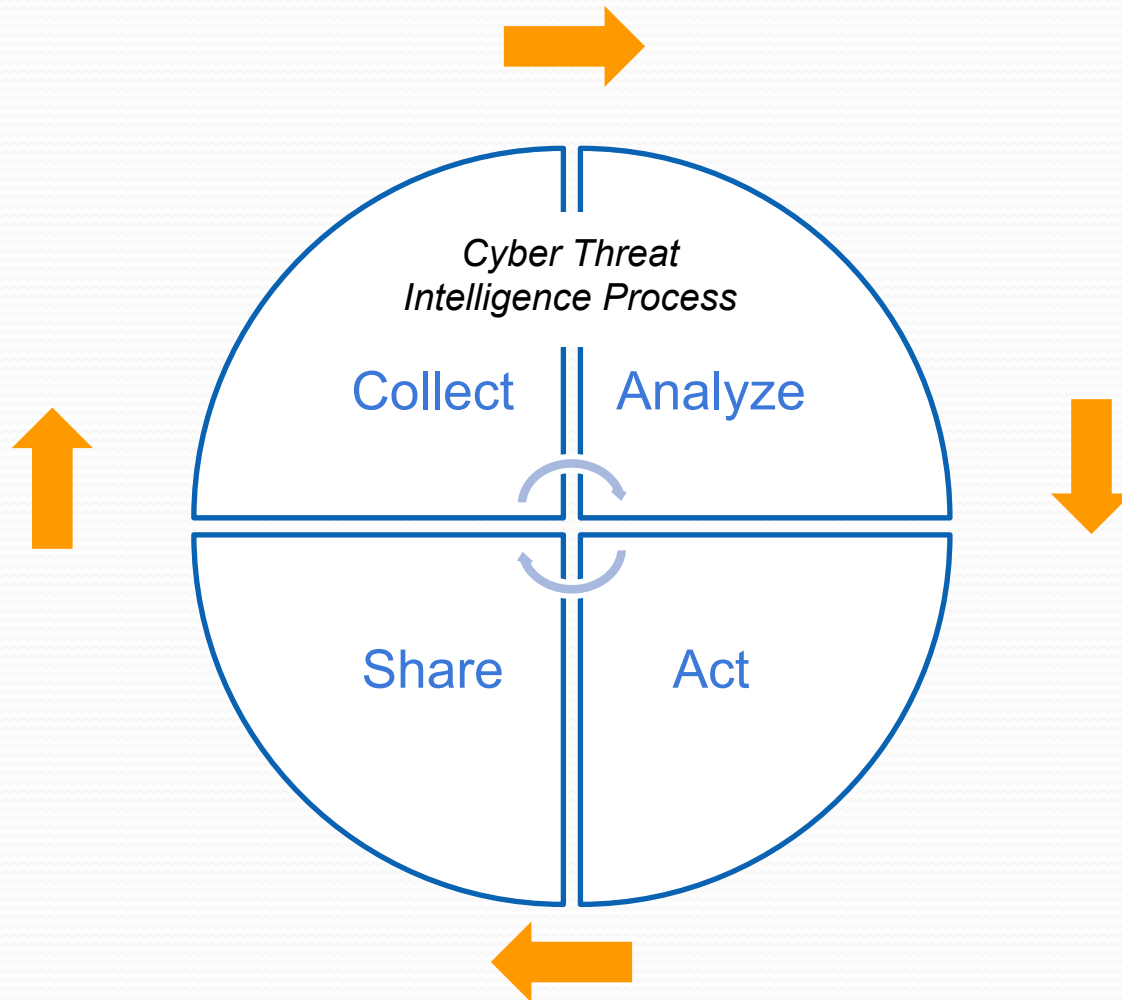 Cyber Threat
Intelligence Process
Collect
Analyze
Share
Act